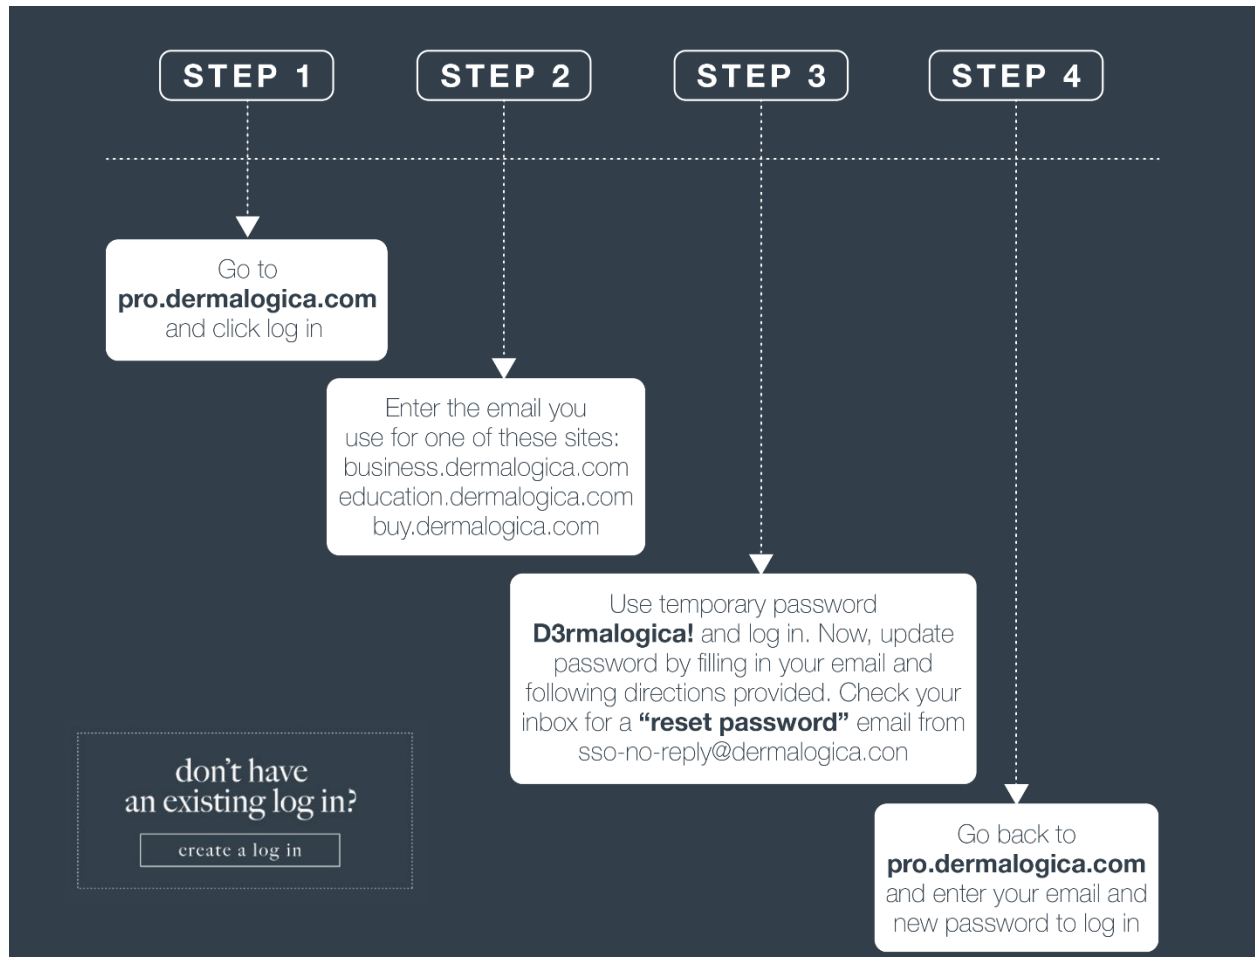 STEP 1
STEP 2
STEP 3
STEP 4
Go to
pro.dermalogica.com
and click log in
Enter the email you
use for one of these sites:
business.dermalogica.com
education.dermalogica.com
buy.dermalogica.com
Use temporary password
D3rmalogica! and log in. Now, update
password by filling in your email and
following directions provided. Check your
inbox for a “reset password” email from
sso-no-reply@dermalogica.con
Go back to
pro.dermalogica.com
and enter your email and
new password to log in
don’t have
an existing log in?
create a log in